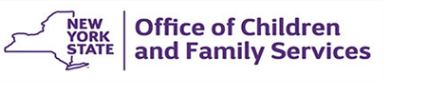 NEW
YORK
STATE
Office of Children
and Family Services